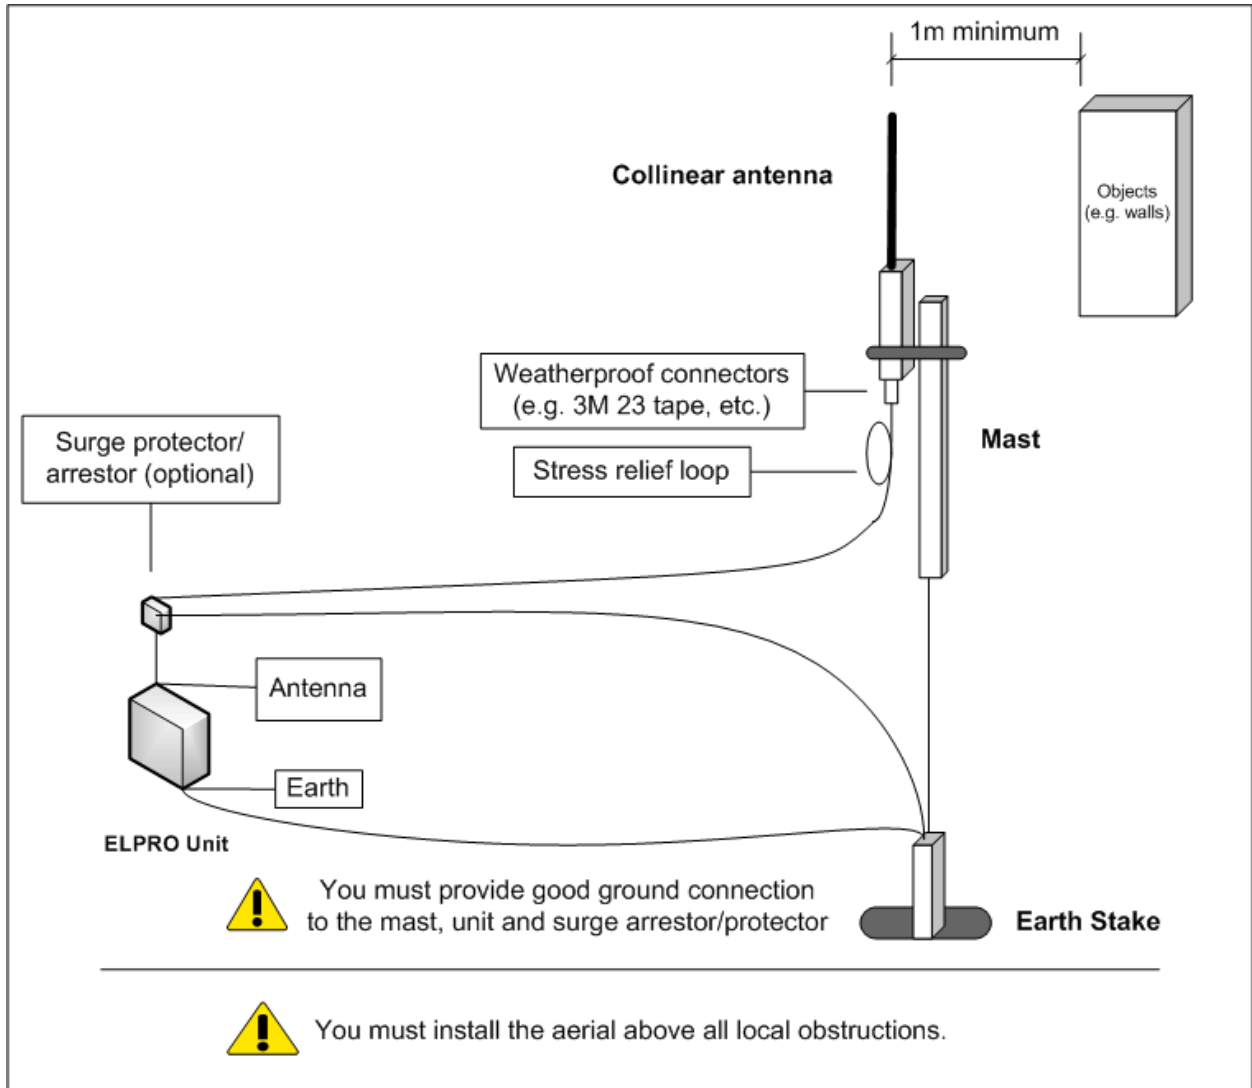 1m minimum
Collinear antenna
Objects
(e.g. walls)
Weatherproof connectors
(e.g. 3M 23 tape, etc.)
Surge protector/
arrestor (optional)
Mast
Stress relief loop
Antenna
Earth
ELPRO Unit
You must provide good ground connection
to the mast, unit and surge arrestor/protector
Earth Stake
You must install the aerial above all local obstructions.